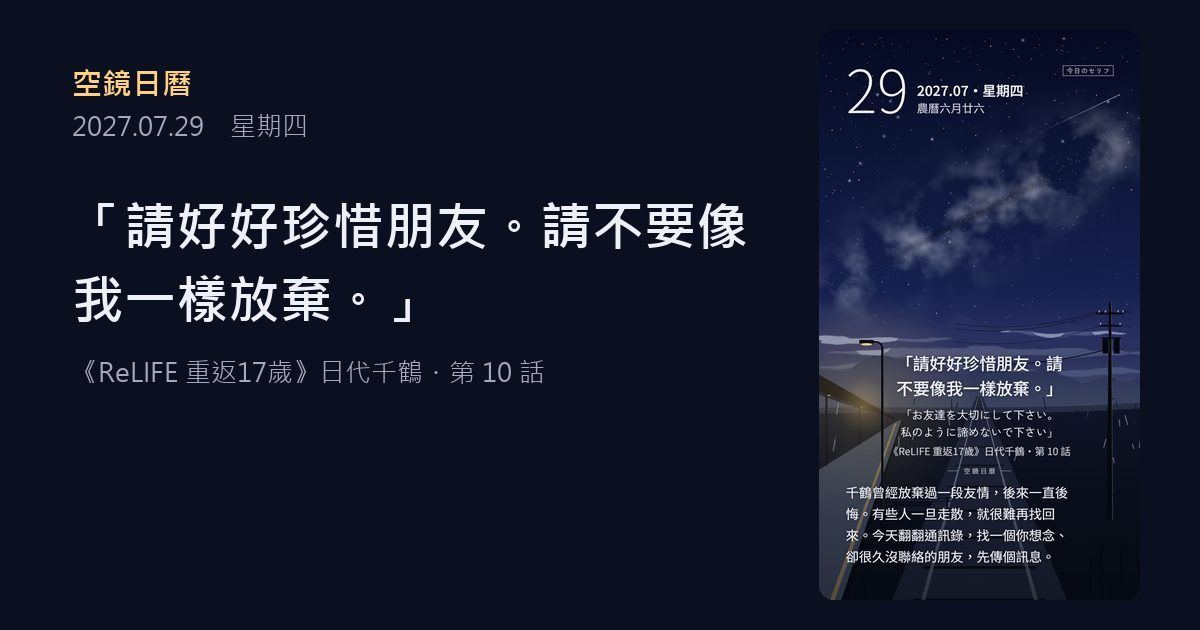 空鏡日曆
2027.07.29 星期四
「請好好珍惜朋友。請不要像
我一樣放棄。」
《ReLIFE 重返17歲》日代千鶴・第 10 話
今日のセリフ
29
2027.07・星期四
農曆六月廿六
「請好好珍惜朋友。請
不要像我一樣放棄。」
「お友達を大切にして下さい。
私のように諦めないで下さい」
《ReLIFE 重返17歲》日代千鶴・第 10 話
空鏡日曆
千鶴曾經放棄過一段友情，後來一直後
悔。有些人一旦走散，就很難再找回
來。今天翻翻通訊錄，找一個你想念、
卻很久沒聯絡的朋友，先傳個訊息。